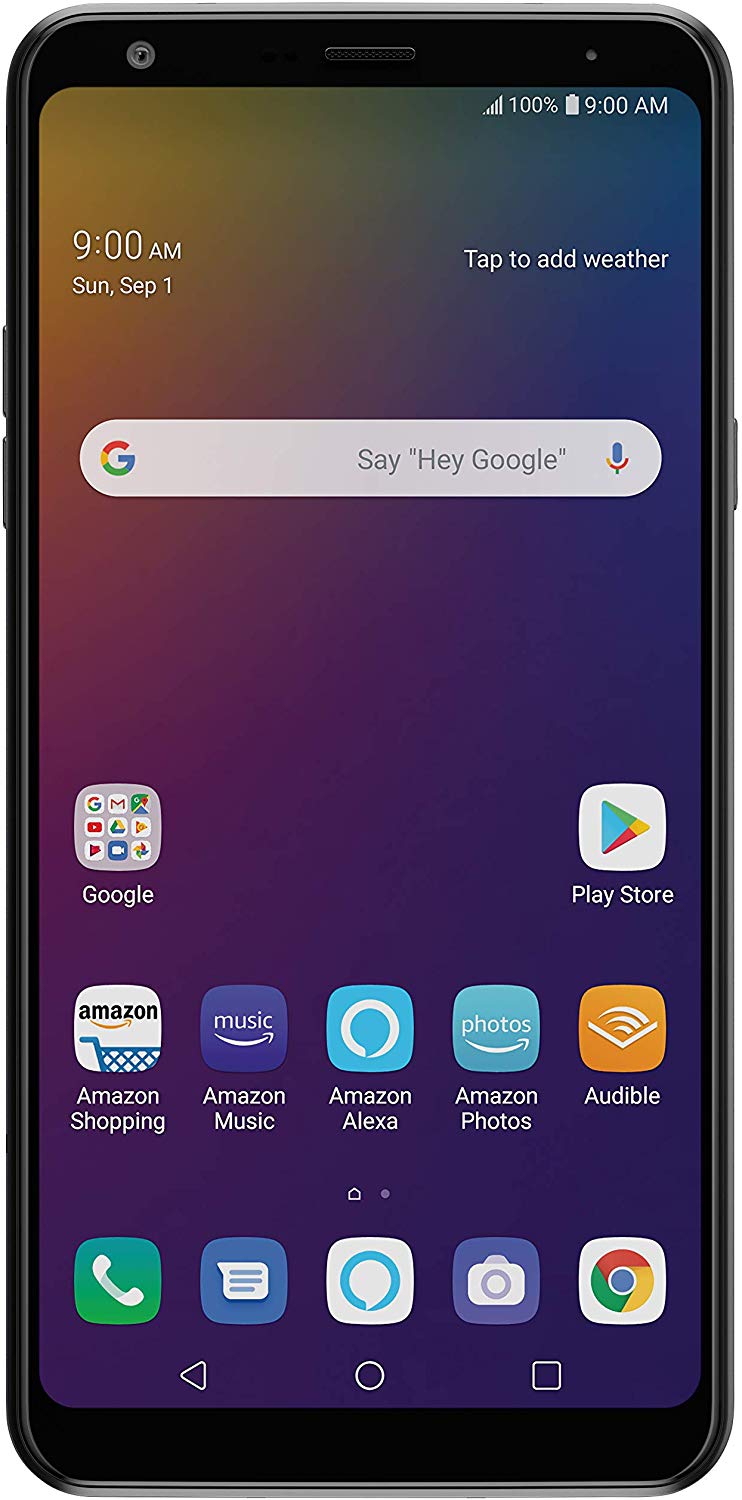 100% 9:00 AM
9:00 AM
Sun, Sep 1
Tap to add weather
Say "Hey Google"
Google
Play Store
amazon
music
photos
Amazon
Shopping
Amazon
Music
Amazon
Alexa
Amazon
Photos
Audible